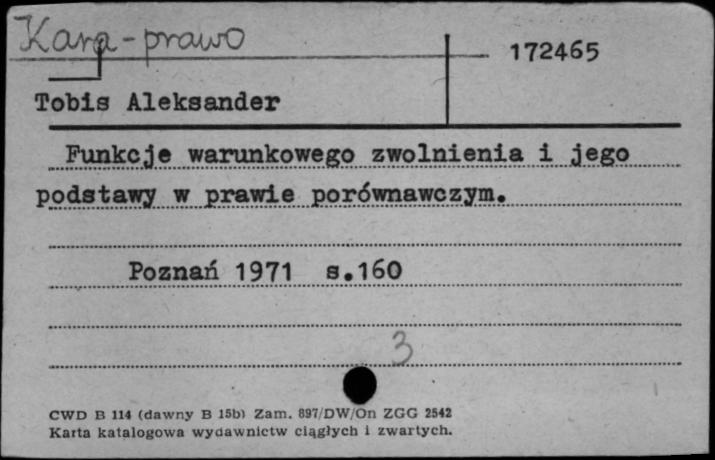 Kara-prawo
172465
Tobis Aleksander
Funkcje warunkowego zwolnienia i jego
podstawy w prawie porównawczym.
Poznań 1971 s.160
3
CWD B 114 (dawny B 15b) Zam. 897/DW/On ZGG 2542
Karta katalogowa wydawnictw ciągłych i zwartych.